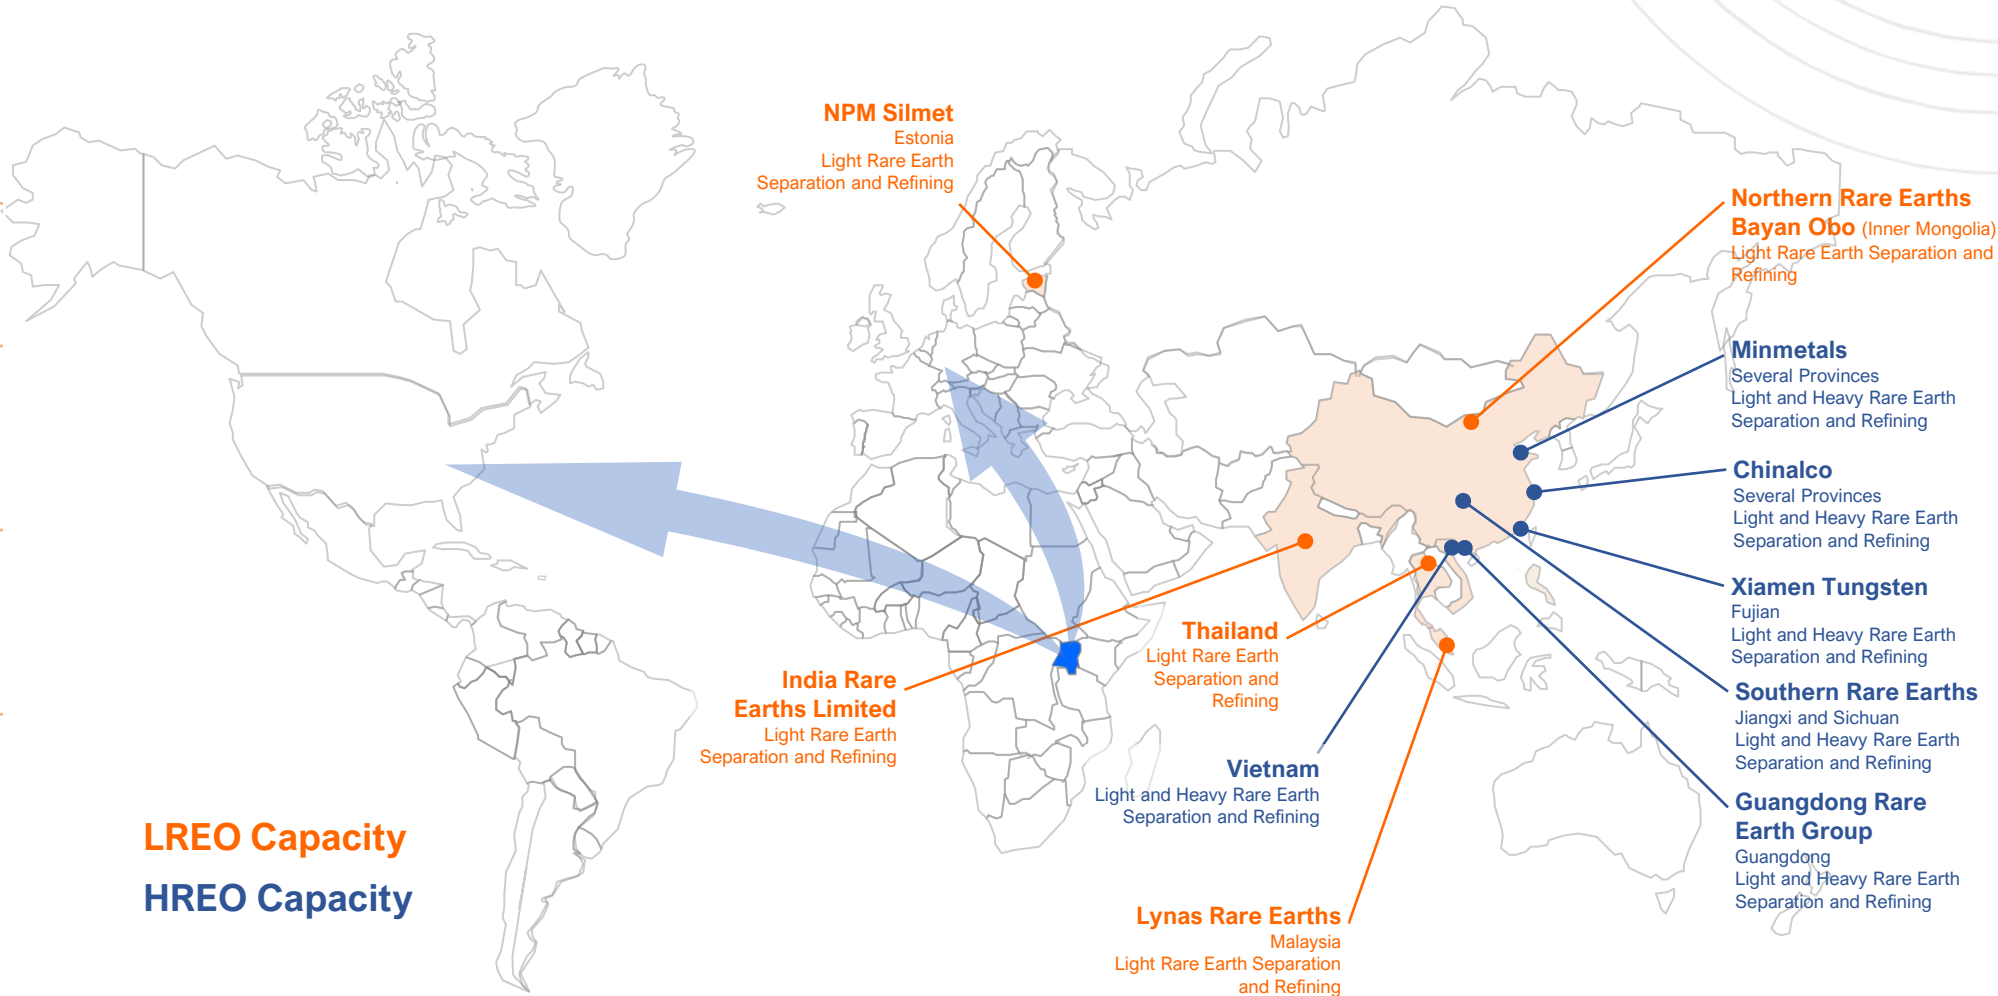 NPM Silmet
Estonia
Light Rare Earth
Separation and Refining
Northern Rare Earths
Bayan Obo (Inner Mongolia)
Light Rare Earth Separation and
Refining
Minmetals
Several Provinces
Light and Heavy Rare Earth
Separation and Refining
Chinalco
Several Provinces
Light and Heavy Rare Earth
Separation and Refining
Xiamen Tungsten
Fujian
Light and Heavy Rare Earth
Separation and Refining
Southern Rare Earths
Jiangxi and Sichuan
Light and Heavy Rare Earth
Separation and Refining
Guangdong Rare
Earth Group
Guangdong
Light and Heavy Rare Earth
Separation and Refining
Thailand
Light Rare Earth
Separation and
Refining
India Rare
Earths Limited
Light Rare Earth
Separation and Refining
Vietnam
Light and Heavy Rare Earth
Separation and Refining
Lynas Rare Earths
Malaysia
Light Rare Earth Separation
and Refining
LREO Capacity
HREO Capacity